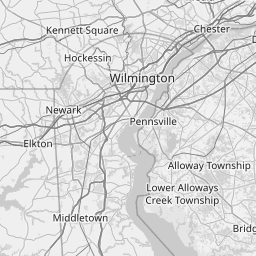 Kennett Square
Chester
Hockessin
Wilmington
Newark
Pennsville
Elkton
Alloway Township
Lower Alloways
Creek Township
Middletown